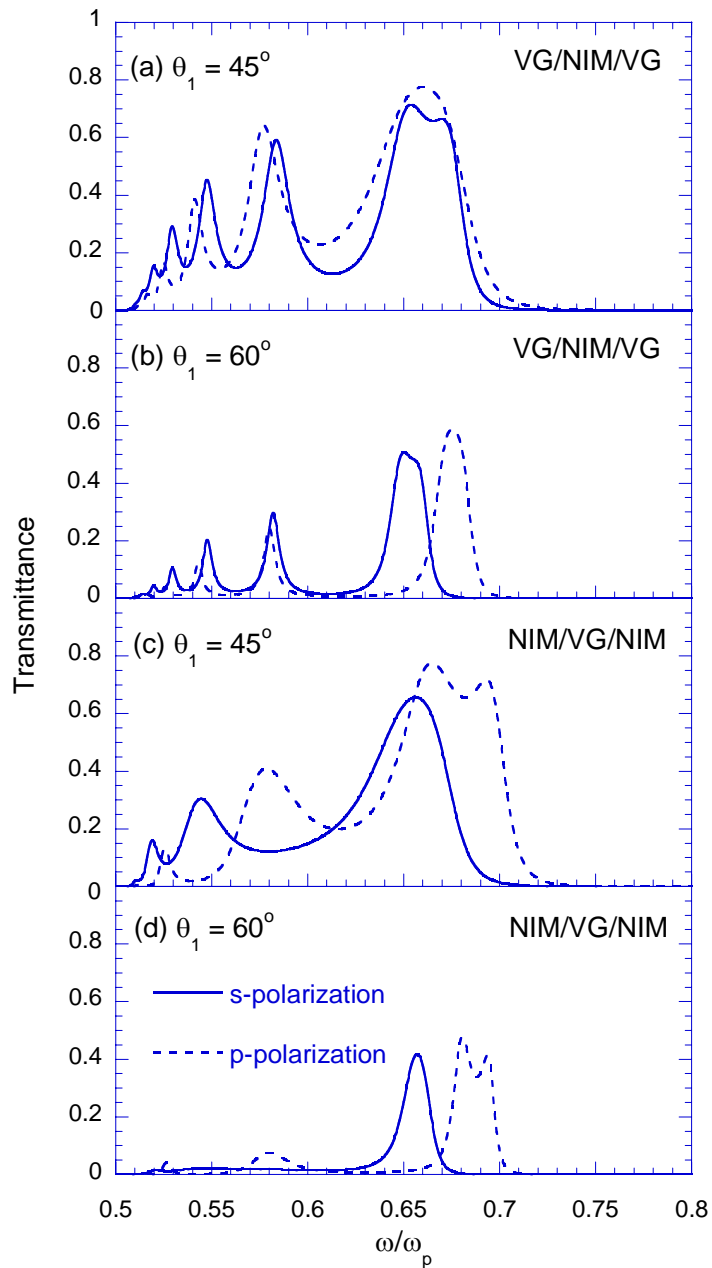 1
(a) θ₁ = 45°
VG/NIM/VG
0.8
0.6
0.4
0.2
0
(b) θ₁ = 60°
VG/NIM/VG
0.8
0.6
0.4
0.2
0
(c) θ₁ = 45°
NIM/VG/NIM
0.8
0.6
0.4
0.2
0
(d) θ₁ = 60°
NIM/VG/NIM
0.8
0.6
s-polarization
0.4
p-polarization
0.2
0
Transmittance
0.5 0.55 0.6 0.65 0.7 0.75 0.8
ω/ωₚ